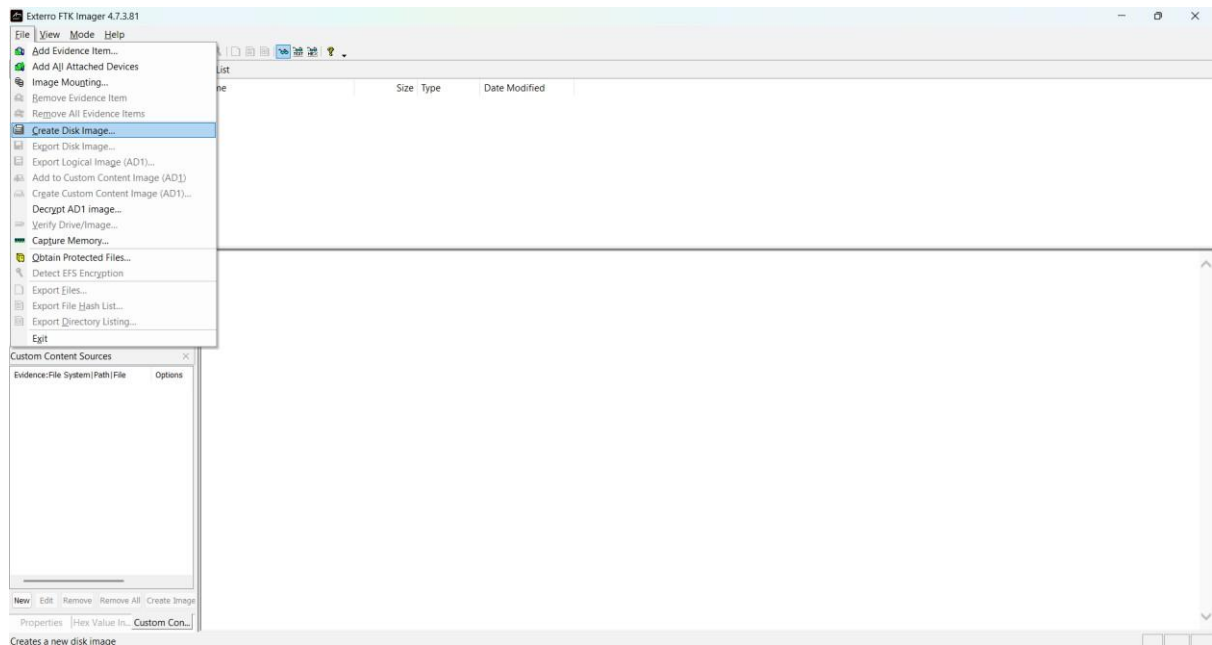 Exterro FTK Imager 4.7.3.81
File View Mode Help
Add Evidence Item...
Add All Attached Devices
Image Mounting...
Remove Evidence Item
Remove All Evidence Items
Create Disk Image...
Export Disk Image...
Export Logical Image (AD1)...
Add to Custom Content Image (AD1)
Create Custom Content Image (AD1)...
Decrypt AD1 image...
Verify Drive/Image...
Capture Memory...
Obtain Protected Files...
Detect EFS Encryption
Export Files...
Export File Hash List...
Export Directory Listing...
Exit
List
me Size Type Date Modified
Custom Content Sources
Evidence:File System|Path|File Options
New Edit Remove Remove All Create Image
Properties Hex Value In... Custom Con...
Creates a new disk image